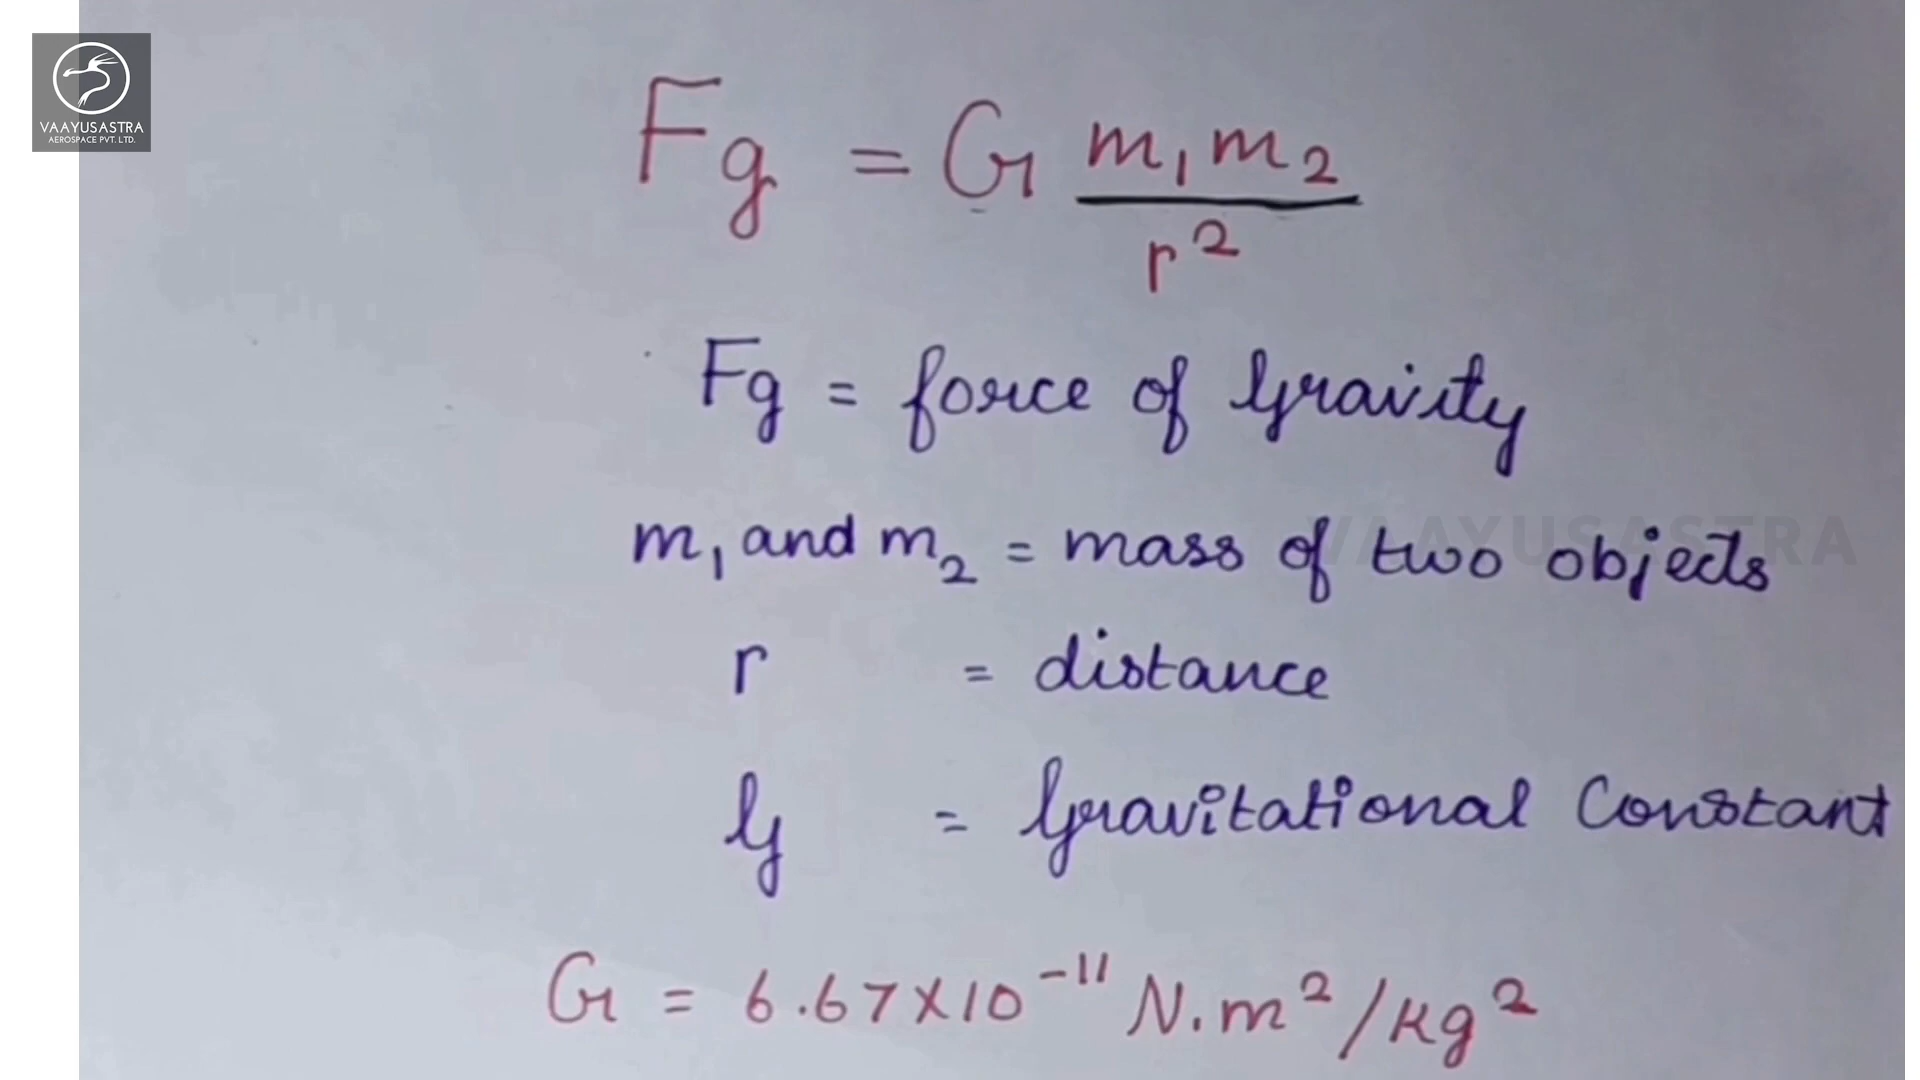 VAAYUSASTRA
AEROSPACE PVT. LTD.
Fg = G m₁m₂ / r²
Fg = force of Gravity
m₁ and m₂ = mass of two objects
VAAYUSASTRA
r = distance
G = Gravitational Constant
G = 6.67X10⁻¹¹ N.m²/kg²